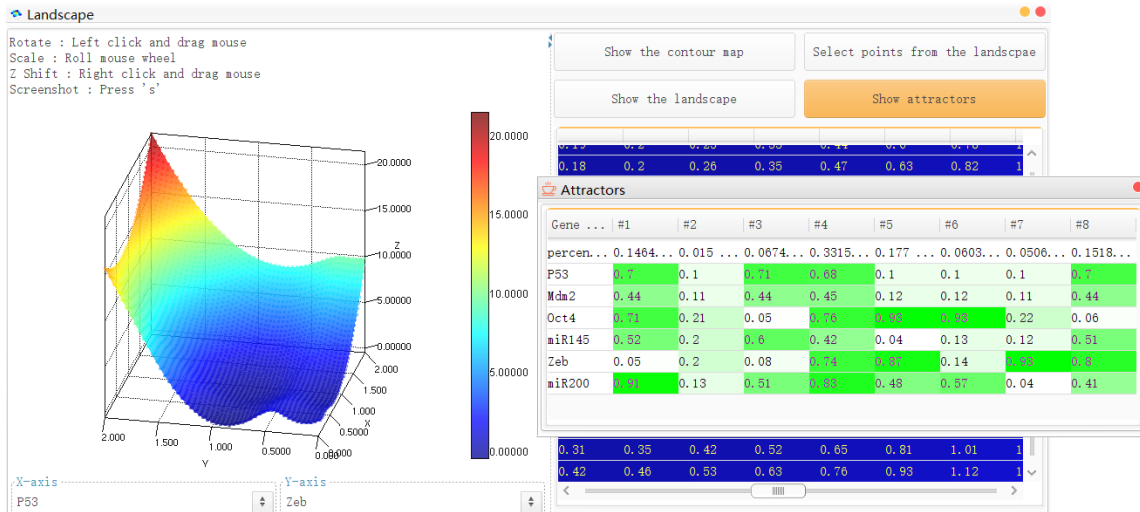 Landscape
Rotate : Left click and drag mouse
Scale : Roll mouse wheel
Z Shift : Right click and drag mouse
Screenshot : Press 's'
Show the contour map
Select points from the landscpae
Show the landscape
Show attractors
20.0000
15.0000
10.0000
5.00000
0.00000
Z
20.0000
15.0000
10.0000
5.00000
0.00000
2.000
1.500
1.000
0.5000
0.000
X
2.000
1.500
1.000
0.5000
Y
0.18 0.2 0.26 0.35 0.47 0.63 0.82 1
Attractors
Gene ... #1 #2 #3 #4 #5 #6 #7 #8
percen... 0.1464... 0.015 ... 0.0674... 0.3315... 0.177 ... 0.0603... 0.0506... 0.1518...
P53 0.7 0.1 0.71 0.68 0.1 0.1 0.1 0.7
Mdm2 0.44 0.11 0.44 0.45 0.12 0.12 0.11 0.44
Oct4 0.71 0.21 0.05 0.76 0.93 0.93 0.22 0.06
miR145 0.52 0.2 0.6 0.42 0.04 0.13 0.12 0.51
Zeb 0.05 0.2 0.08 0.74 0.87 0.14 0.93 0.8
miR200 0.91 0.13 0.51 0.83 0.48 0.57 0.04 0.41
0.31 0.35 0.42 0.52 0.65 0.81 1.01 1
0.42 0.46 0.53 0.63 0.76 0.93 1.12 1
X-axis
P53
Y-axis
Zeb